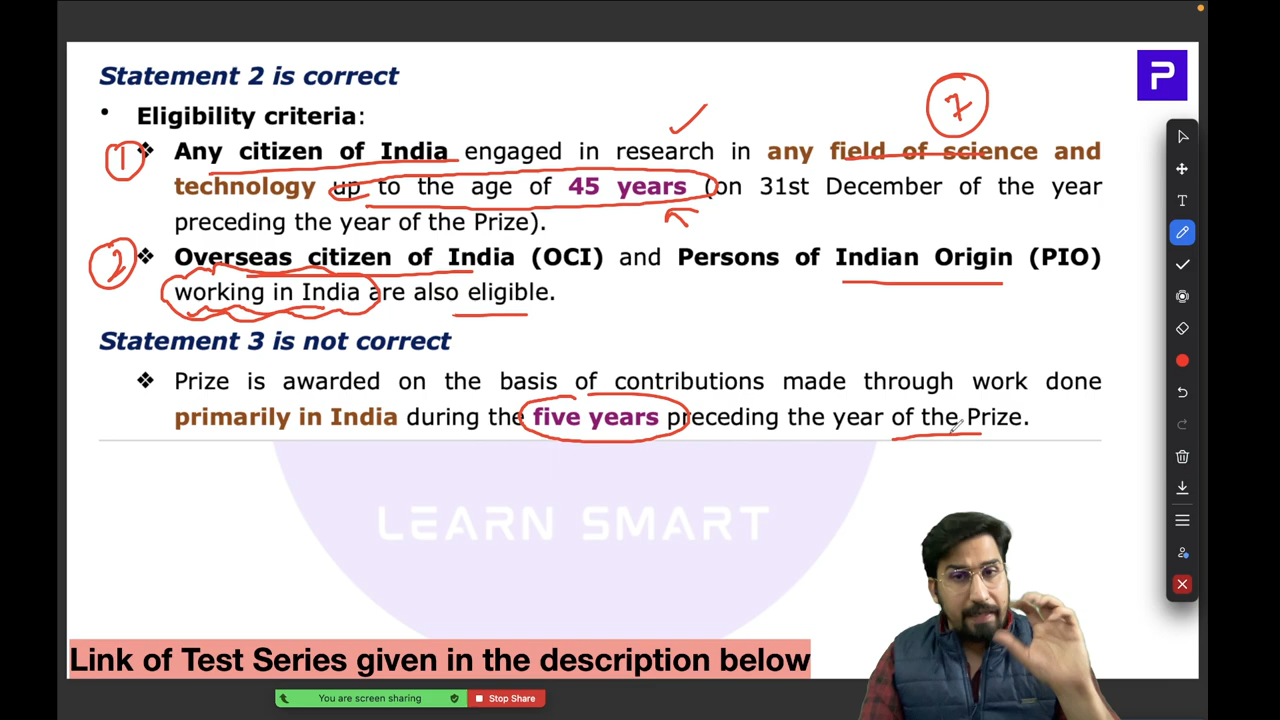 Statement 2 is correct
P
• Eligibility criteria:
7
1 ❖ Any citizen of India engaged in research in any field of science and
technology up to the age of 45 years (on 31st December of the year
preceding the year of the Prize).
2 ❖ Overseas citizen of India (OCI) and Persons of Indian Origin (PIO)
working in India are also eligible.
Statement 3 is not correct
❖ Prize is awarded on the basis of contributions made through work done
primarily in India during the five years preceding the year of the Prize.
LEARN SMART
Link of Test Series given in the description below
You are screen sharing Stop Share
T